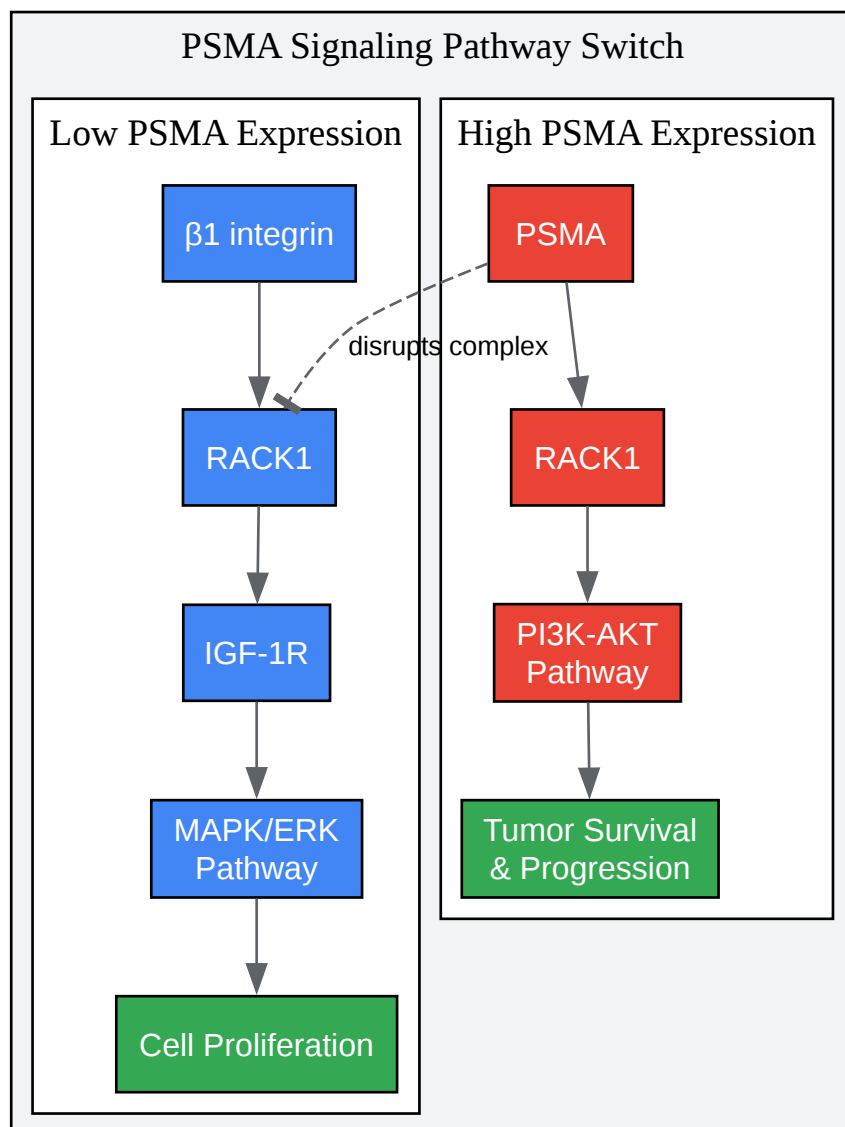 PSMA Signaling Pathway Switch
Low PSMA Expression
β1 integrin
RACK1
IGF-1R
MAPK/ERK
Pathway
Cell Proliferation
disrupts complex
High PSMA Expression
PSMA
RACK1
PI3K-AKT
Pathway
Tumor Survival
& Progression